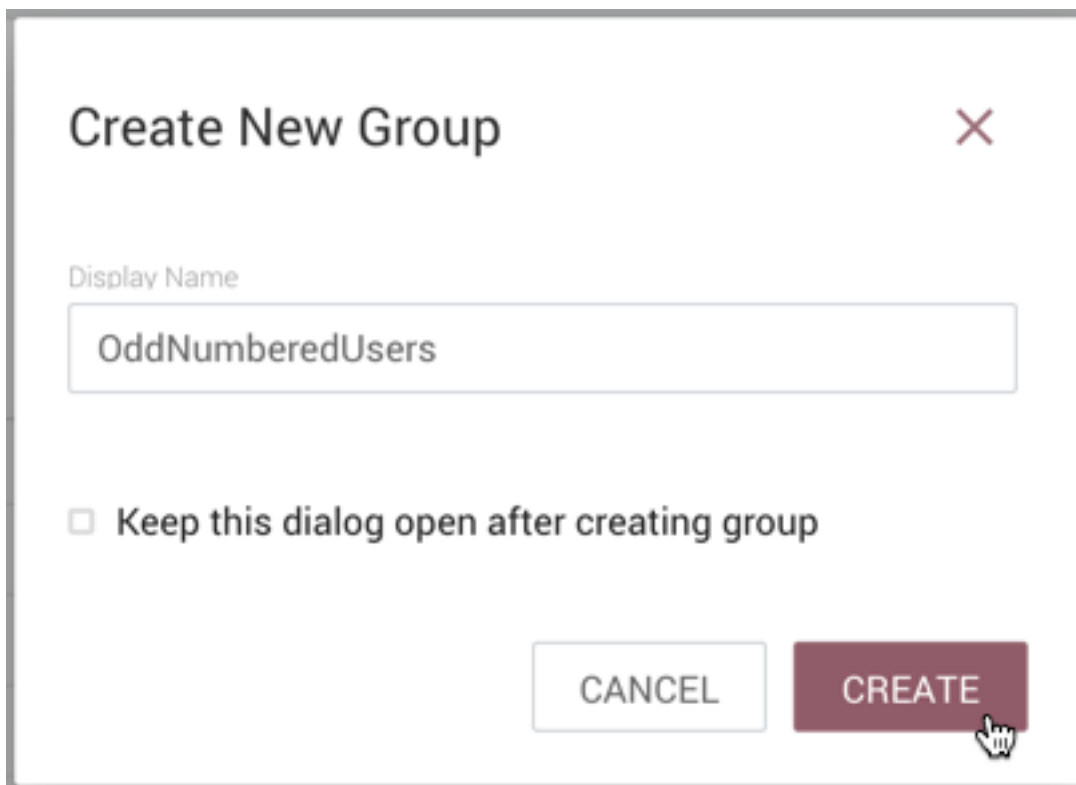 Create New Group
Display Name
OddNumberedUsers
Keep this dialog open after creating group
CANCEL CREATE